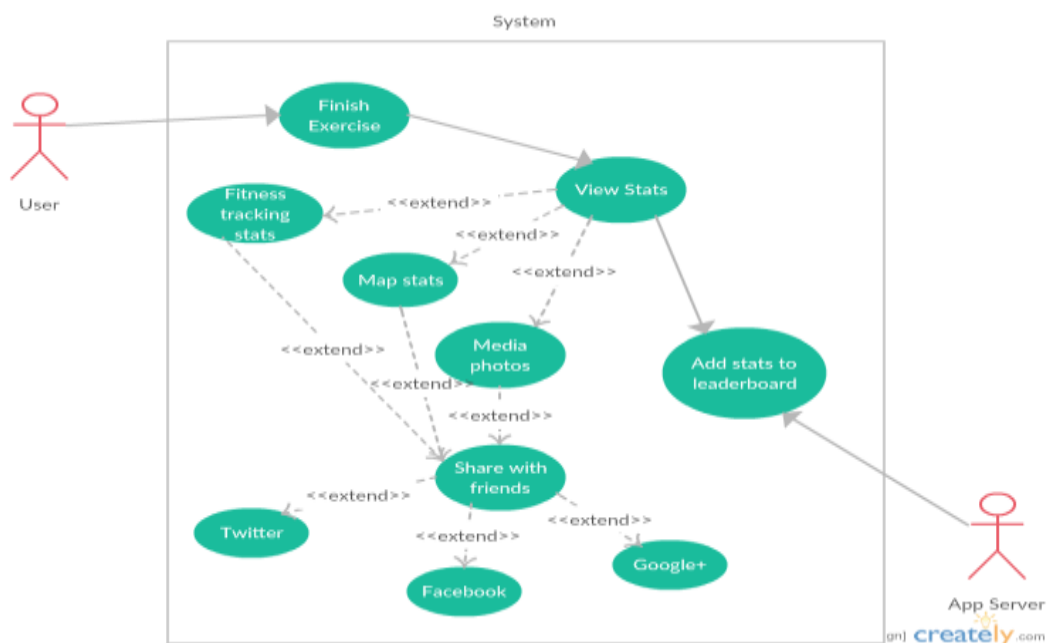 System
Finish
Exercise
User
View Stats
Fitness
tracking
stats
<<extend>>
<<extend>>
<<extend>>
Map stats
<<extend>>
Media
photos
Add stats to
leaderboard
<<extend>>
<<extend>>
Share with
friends
<<extend>>
<<extend>>
<<extend>>
Twitter
Google+
Facebook
App Server
gn]
creately.com